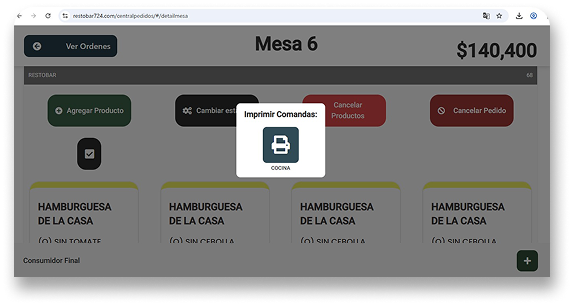 restobar724.com/centralpedidos/#/detailmesa
Ver Ordenes
Mesa 6
$140,400
RESTOBAR
68
Agregar Producto
Cambiar est
Cancelar
Productos
Cancelar Pedido
Imprimir Comandas:
COCINA
HAMBURGUESA
DE LA CASA
HAMBURGUESA
DE LA CASA
HAMBURGUESA
DE LA CASA
HAMBURGUESA
DE LA CASA
SIN TOMATE
SIN CEBOLLA
SIN CEBOLLA
SIN CEBOLLA
Consumidor Final